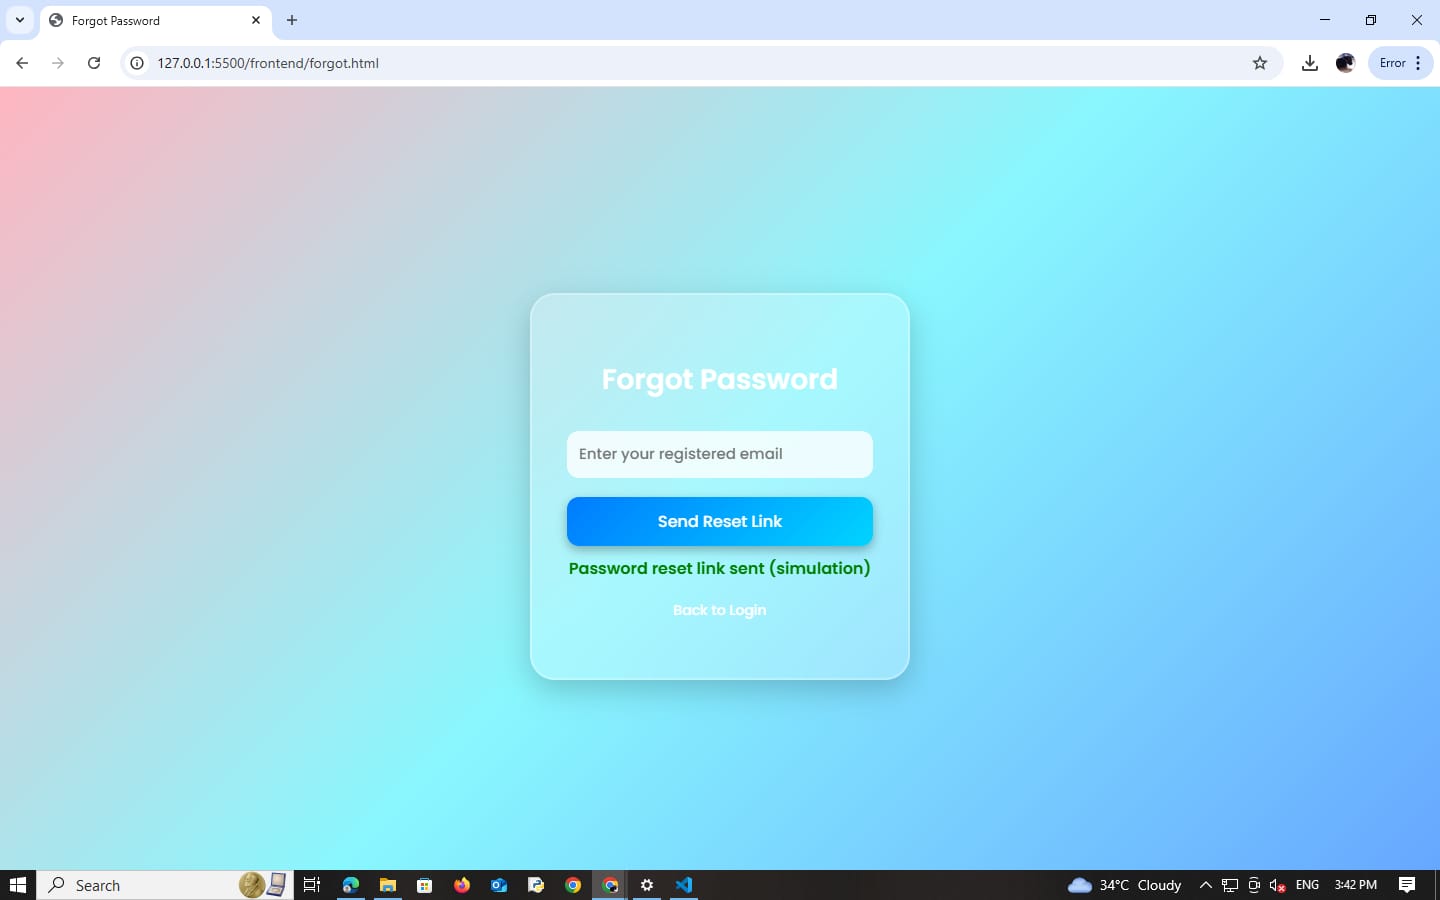 Forgot Password
127.0.0.1:5500/frontend/forgot.html
Error
Forgot Password
Enter your registered email
Send Reset Link
Password reset link sent (simulation)
Back to Login
Search
34°C Cloudy
ENG
3:42 PM